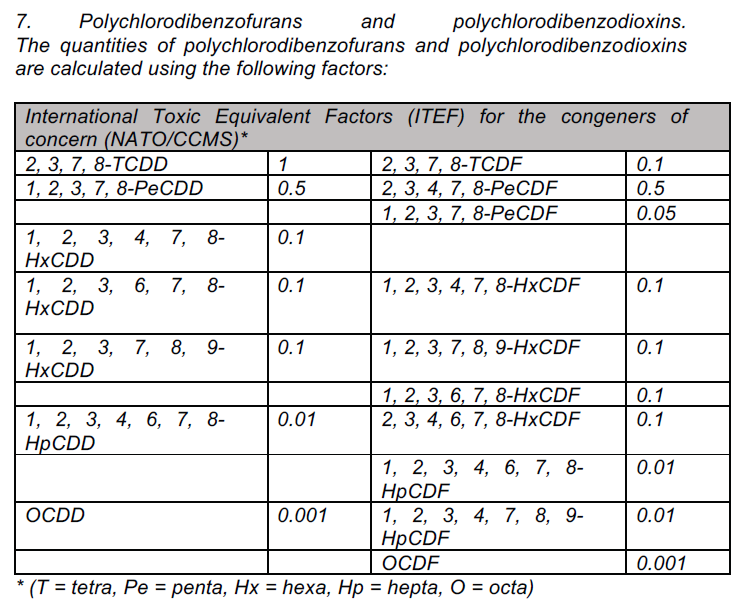 7. Polychlorodibenzofurans and polychlorodibenzodioxins.
The quantities of polychlorodibenzofurans and polychlorodibenzodioxins
are calculated using the following factors:
International Toxic Equivalent Factors (ITEF) for the congeners of
concern (NATO/CCMS)*
2, 3, 7, 8-TCDD 1 2, 3, 7, 8-TCDF 0.1
1, 2, 3, 7, 8-PeCDD 0.5 2, 3, 4, 7, 8-PeCDF 0.5
1, 2, 3, 7, 8-PeCDF 0.05
1, 2, 3, 4, 7, 8- 0.1
HxCDD
1, 2, 3, 6, 7, 8- 0.1 1, 2, 3, 4, 7, 8-HxCDF 0.1
HxCDD
1, 2, 3, 7, 8, 9- 0.1 1, 2, 3, 7, 8, 9-HxCDF 0.1
HxCDD
1, 2, 3, 6, 7, 8-HxCDF 0.1
1, 2, 3, 4, 6, 7, 8- 0.01 2, 3, 4, 6, 7, 8-HxCDF 0.1
HpCDD
1, 2, 3, 4, 6, 7, 8- 0.01
HpCDF
OCDD 0.001 1, 2, 3, 4, 7, 8, 9- 0.01
HpCDF
OCDF 0.001
* (T = tetra, Pe = penta, Hx = hexa, Hp = hepta, O = octa)